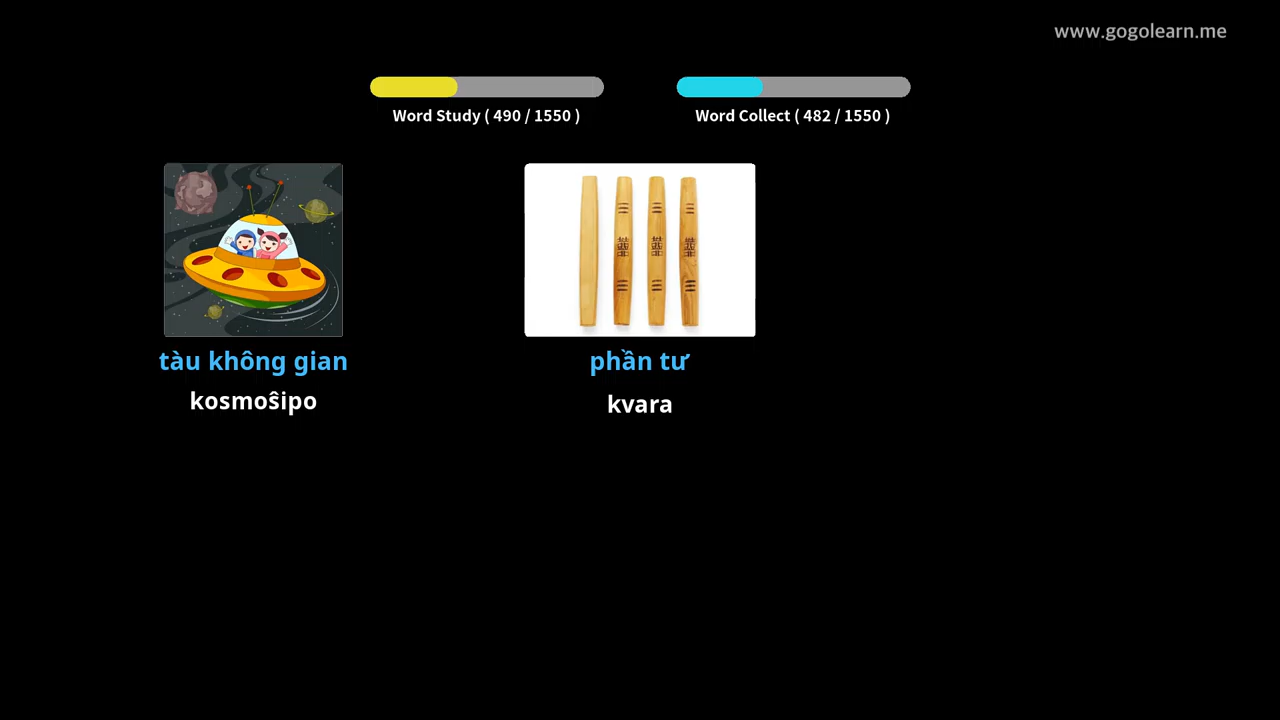 www.gogolearn.me
Word Study ( 490 / 1550 )
Word Collect ( 482 / 1550 )
tàu không gian
kosmoŝipo
phần tư
kvara